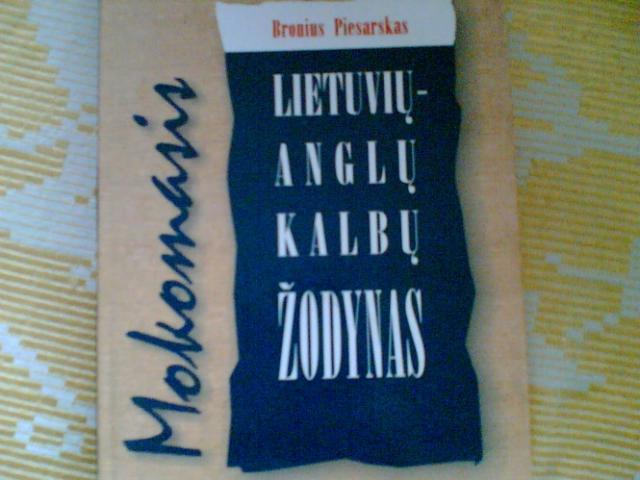 Bronius Piesarskas
Mokomasis
LIETUVIŲ-
ANGLŲ
KALBŲ
ŽODYNAS